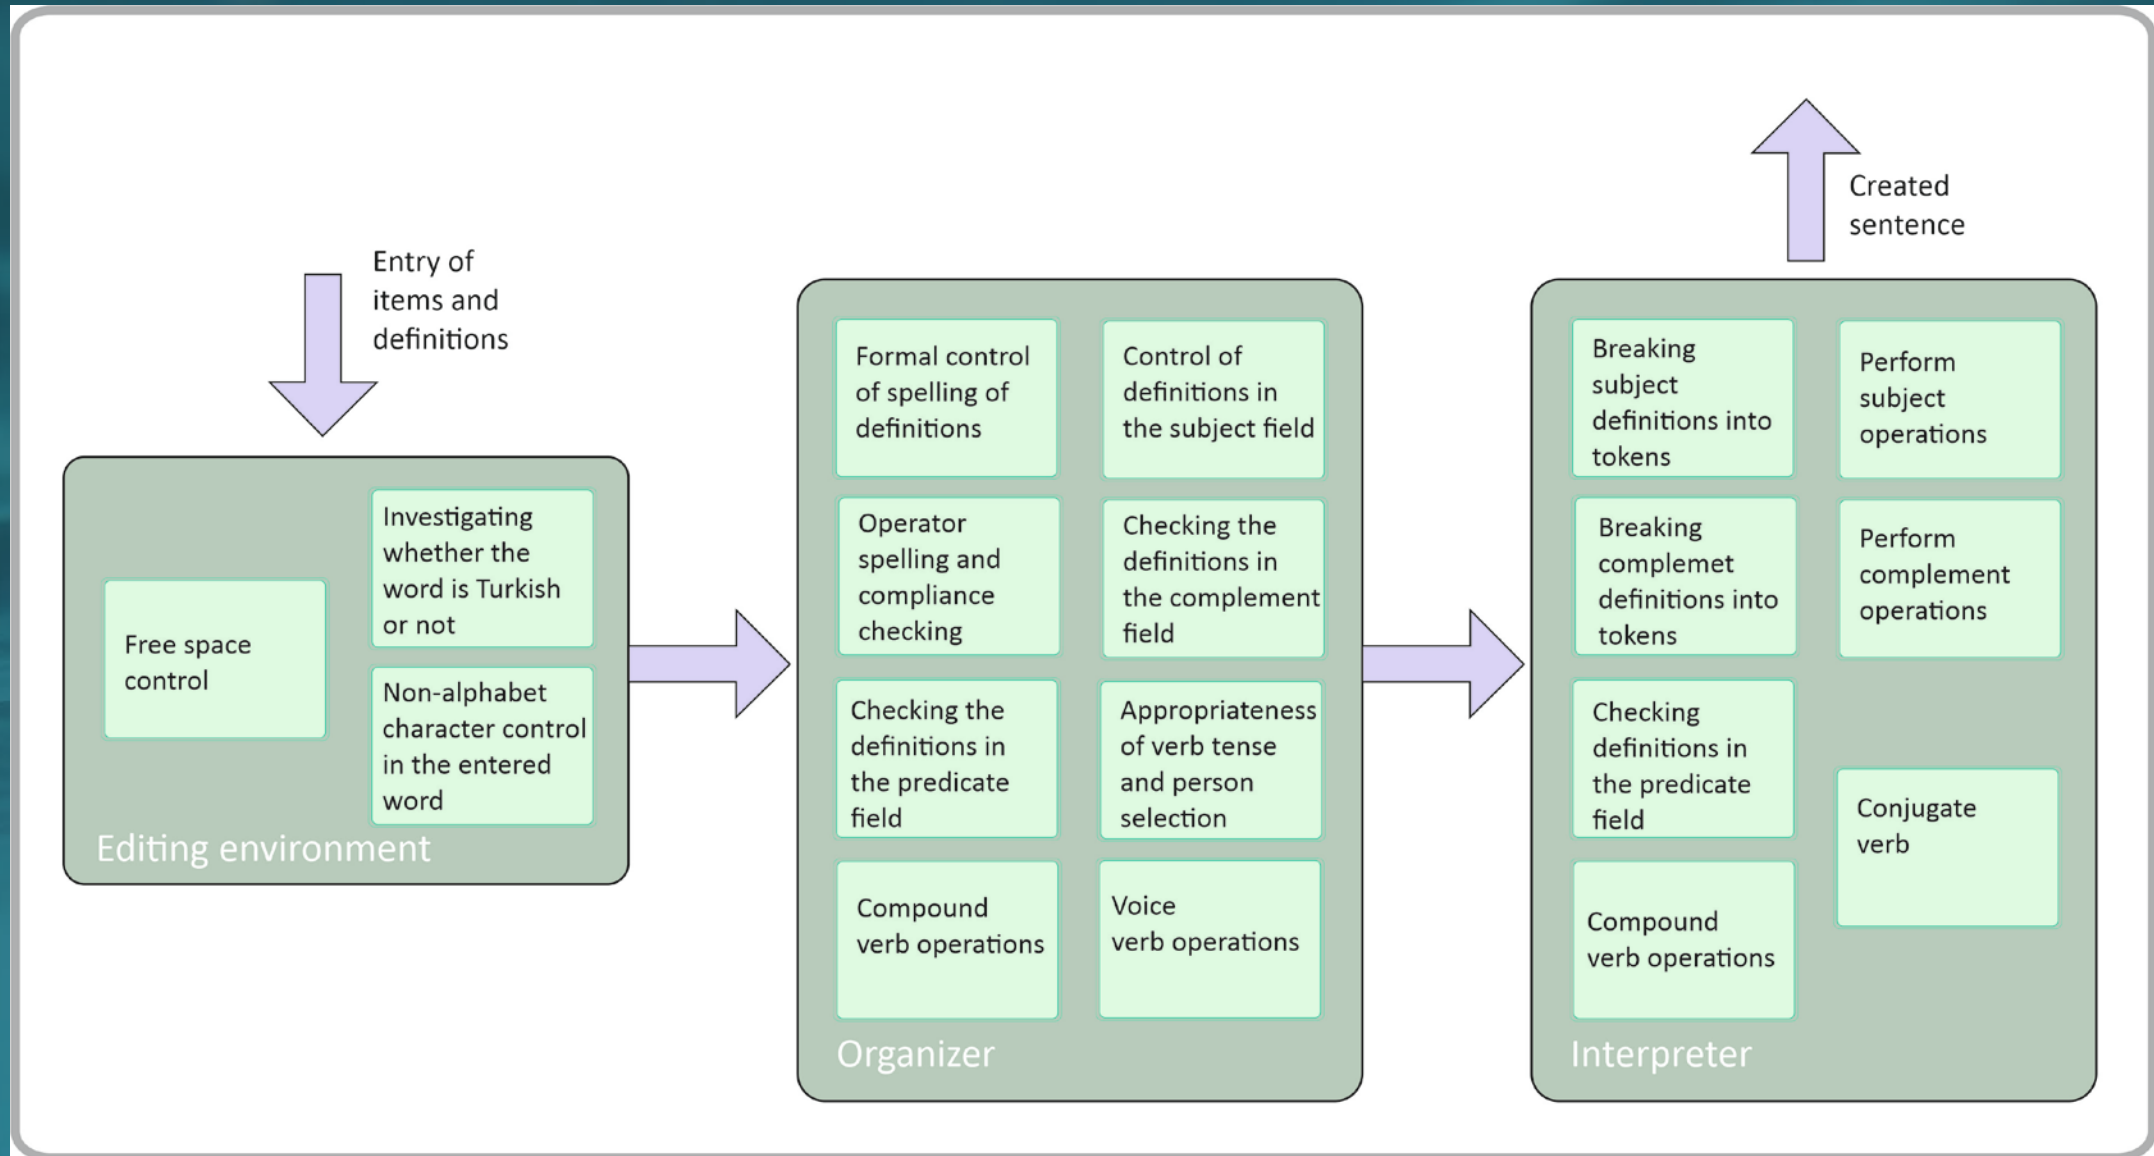 Entry of
items and
definitions
Free space
control
Investigating
whether the
word is Turkish
or not
Non-alphabet
character control
in the entered
word
Editing environment
Formal control
of spelling of
definitions
Control of
definitions in
the subject field
Operator
spelling and
compliance
checking
Checking the
definitions in
the complement
field
Checking the
definitions in
the predicate
field
Appropriateness
of verb tense
and person
selection
Compound
verb operations
Voice
verb operations
Organizer
Created
sentence
Breaking
subject
definitions into
tokens
Perform
subject
operations
Breaking
complemet
definitions into
tokens
Perform
complement
operations
Checking
definitions in
the predicate
field
Conjugate
verb
Compound
verb operations
Interpreter